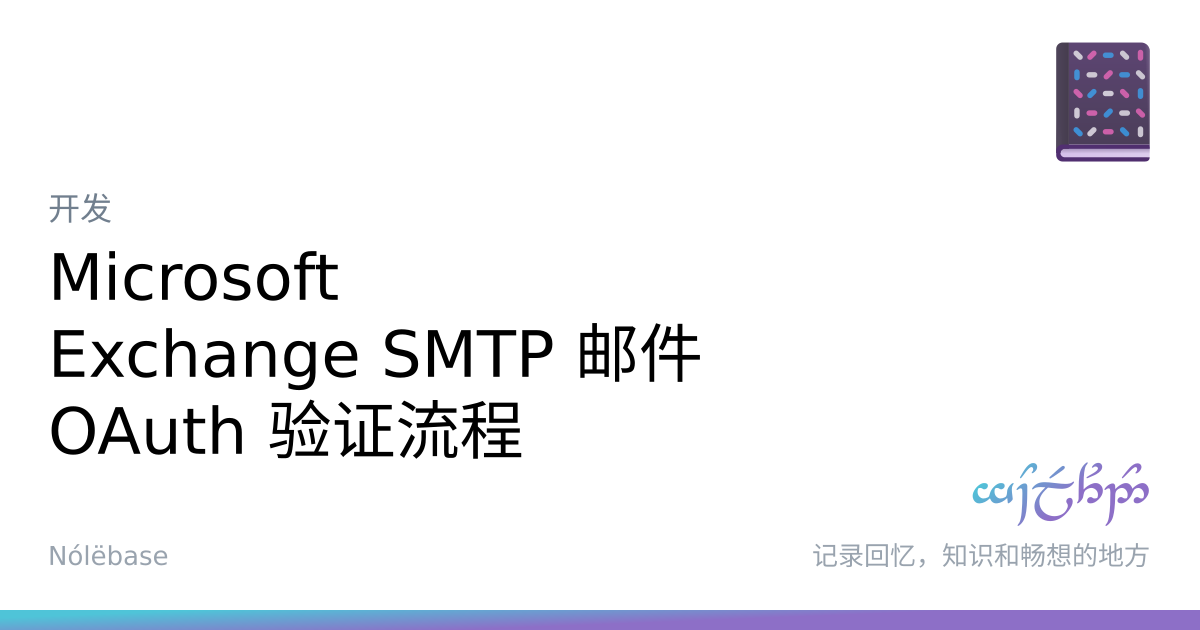 开发
Microsoft
Exchange SMTP 邮件
OAuth 验证流程
Nólëbase
记录回忆，知识和畅想的地方